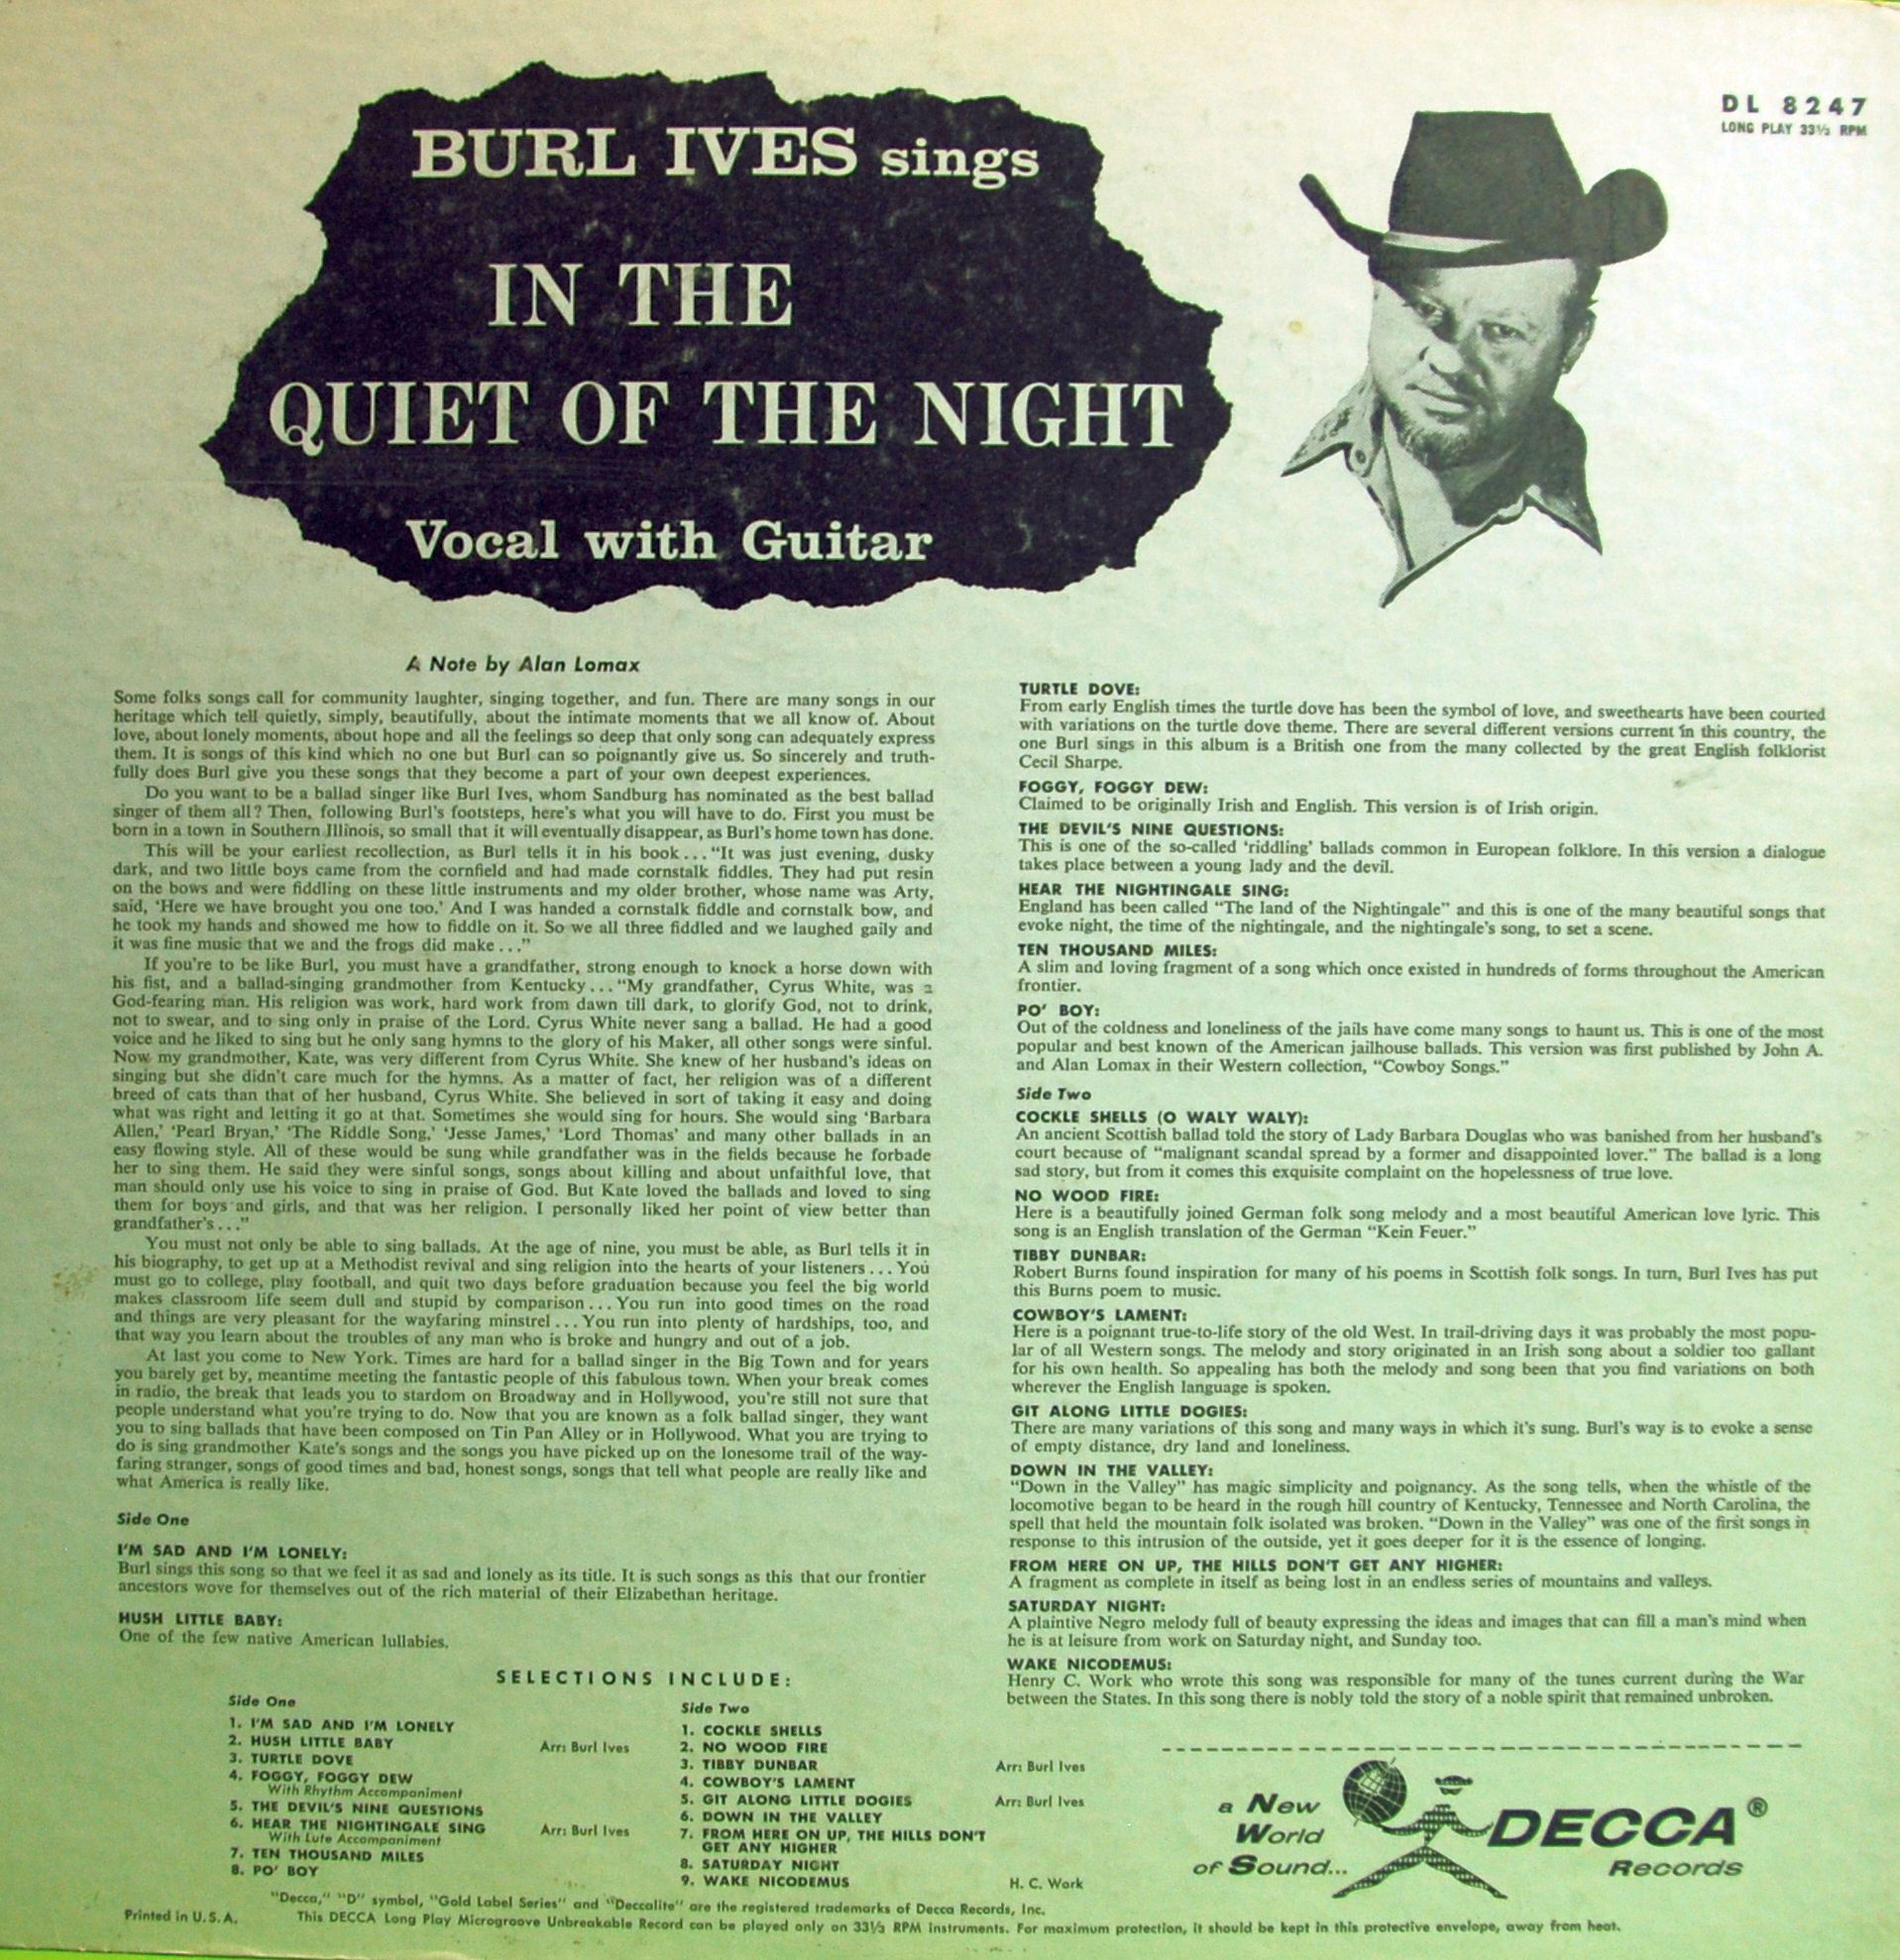 BURL IVES sings
IN THE
QUIET OF THE NIGHT
Vocal with Guitar
DL 8247
LONG PLAY 33⅓ RPM
A Note by Alan Lomax
Some folks songs call for community laughter, singing together, and fun. There are many songs in our
heritage which tell quietly, simply, beautifully, about the intimate moments that we all know of. About
love, about lonely moments, about hope and all the feelings so deep that only song can adequately express
them. It is songs of this kind which no one but Burl can so poignantly give us. So sincerely and truth-
fully does Burl give you these songs that they become a part of your own deepest experiences.
Do you want to be a ballad singer like Burl Ives, whom Sandburg has nominated as the best ballad
singer of them all? Then, following Burl's footsteps, here's what you will have to do. First you must be
born in a town in Southern Illinois, so small that it will eventually disappear, as Burl's home town has done.
This will be your earliest recollection, as Burl tells it in his book... "It was just evening, dusky
dark, and two little boys came from the cornfield and had made cornstalk fiddles. They had put resin
on the bows and were fiddling on these little instruments and my older brother, whose name was Arty,
said, 'Here we have brought you one too.' And I was handed a cornstalk fiddle and cornstalk bow, and
he took my hands and showed me how to fiddle on it. So we all three fiddled and we laughed gaily and
it was fine music that we and the frogs did make..."
If you're to be like Burl, you must have a grandfather, strong enough to knock a horse down with
his fist, and a ballad-singing grandmother from Kentucky... "My grandfather, Cyrus White, was a
God-fearing man. His religion was work, hard work from dawn till dark, to glorify God, not to drink,
not to swear, and to sing only in praise of the Lord. Cyrus White never sang a ballad. He had a good
voice and he liked to sing but he only sang hymns to the glory of his Maker, all other songs were sinful.
Now my grandmother, Kate, was very different from Cyrus White. She knew of her husband's ideas on
singing but she didn't care much for the hymns. As a matter of fact, her religion was of a different
breed of cats than that of her husband, Cyrus White. She believed in sort of taking it easy and doing
what was right and letting it go at that. Sometimes she would sing for hours. She would sing 'Barbara
Allen,' 'Pearl Bryan,' 'The Riddle Song,' 'Jesse James,' 'Lord Thomas' and many other ballads in an
easy flowing style. All of these would be sung while grandfather was in the fields because he forbade
her to sing them. He said they were sinful songs, songs about killing and about unfaithful love, that
man should only use his voice to sing in praise of God. But Kate loved the ballads and loved to sing
them for boys and girls, and that was her religion. I personally liked her point of view better than
grandfather's..."
You must not only be able to sing ballads. At the age of nine, you must be able, as Burl tells it in
his biography, to get up at a Methodist revival and sing religion into the hearts of your listeners... You
must go to college, play football, and quit two days before graduation because you feel the big world
makes classroom life seem dull and stupid by comparison... You run into good times on the road
and things are very pleasant for the wayfaring minstrel... You run into plenty of hardships, too, and
that way you learn about the troubles of any man who is broke and hungry and out of a job.
At last you come to New York. Times are hard for a ballad singer in the Big Town and for years
you barely get by, meantime meeting the fantastic people of this fabulous town. When your break comes
in radio, the break that leads you to stardom on Broadway and in Hollywood, you're still not sure that
people understand what you're trying to do. Now that you are known as a folk ballad singer, they want
you to sing ballads that have been composed on Tin Pan Alley or in Hollywood. What you are trying to
do is sing grandmother Kate's songs and the songs you have picked up on the lonesome trail of the way-
faring stranger, songs of good times and bad, honest songs, songs that tell what people are really like and
what America is really like.
Side One
I'M SAD AND I'M LONELY:
Burl sings this song so that we feel it as sad and lonely as its title. It is such songs as this that our frontier
ancestors wove for themselves out of the rich material of their Elizabethan heritage.
HUSH LITTLE BABY:
One of the few native American lullabies.
TURTLE DOVE:
From early English times the turtle dove has been the symbol of love, and sweethearts have been courted
with variations on the turtle dove theme. There are several different versions current in this country, the
one Burl sings in this album is a British one from the many collected by the great English folklorist
Cecil Sharpe.
FOGGY, FOGGY DEW:
Claimed to be originally Irish and English. This version is of Irish origin.
THE DEVIL'S NINE QUESTIONS:
This is one of the so-called 'riddling' ballads common in European folklore. In this version a dialogue
takes place between a young lady and the devil.
HEAR THE NIGHTINGALE SING:
England has been called "The land of the Nightingale" and this is one of the many beautiful songs that
evoke night, the time of the nightingale, and the nightingale's song, to set a scene.
TEN THOUSAND MILES:
A slim and loving fragment of a song which once existed in hundreds of forms throughout the American
frontier.
PO' BOY:
Out of the coldness and loneliness of the jails have come many songs to haunt us. This is one of the most
popular and best known of the American jailhouse ballads. This version was first published by John A.
and Alan Lomax in their Western collection, "Cowboy Songs."
Side Two
COCKLE SHELLS (O WALY WALY):
An ancient Scottish ballad told the story of Lady Barbara Douglas who was banished from her husband's
court because of "malignant scandal spread by a former and disappointed lover." The ballad is a long
sad story, but from it comes this exquisite complaint on the hopelessness of true love.
NO WOOD FIRE:
Here is a beautifully joined German folk song melody and a most beautiful American love lyric. This
song is an English translation of the German "Kein Feuer."
TIBBY DUNBAR:
Robert Burns found inspiration for many of his poems in Scottish folk songs. In turn, Burl Ives has put
this Burns poem to music.
COWBOY'S LAMENT:
Here is a poignant true-to-life story of the old West. In trail-driving days it was probably the most popu-
lar of all Western songs. The melody and story originated in an Irish song about a soldier too gallant
for his own health. So appealing has both the melody and song been that you find variations on both
wherever the English language is spoken.
GIT ALONG LITTLE DOGIES:
There are many variations of this song and many ways in which it's sung. Burl's way is to evoke a sense
of empty distance, dry land and loneliness.
DOWN IN THE VALLEY:
"Down in the Valley" has magic simplicity and poignancy. As the song tells, when the whistle of the
locomotive began to be heard in the rough hill country of Kentucky, Tennessee and North Carolina, the
spell that held the mountain folk isolated was broken. "Down in the Valley" was one of the first songs in
response to this intrusion of the outside, yet it goes deeper for it is the essence of longing.
FROM HERE ON UP, THE HILLS DON'T GET ANY HIGHER:
A fragment as complete in itself as being lost in an endless series of mountains and valleys.
SATURDAY NIGHT:
A plaintive Negro melody full of beauty expressing the ideas and images that can fill a man's mind when
he is at leisure from work on Saturday night, and Sunday too.
WAKE NICODEMUS:
Henry C. Work who wrote this song was responsible for many of the tunes current during the War
between the States. In this song there is nobly told the story of a noble spirit that remained unbroken.
SELECTIONS INCLUDE:
Side One
1. I'M SAD AND I'M LONELY
2. HUSH LITTLE BABY Arr: Burl Ives
3. TURTLE DOVE
4. FOGGY, FOGGY DEW
With Rhythm Accompaniment
5. THE DEVIL'S NINE QUESTIONS
6. HEAR THE NIGHTINGALE SING Arr: Burl Ives
With Lute Accompaniment
7. TEN THOUSAND MILES
8. PO' BOY
Side Two
1. COCKLE SHELLS
2. NO WOOD FIRE
3. TIBBY DUNBAR Arr: Burl Ives
4. COWBOY'S LAMENT
5. GIT ALONG LITTLE DOGIES Arr: Burl Ives
6. DOWN IN THE VALLEY
7. FROM HERE ON UP, THE HILLS DON'T
GET ANY HIGHER
8. SATURDAY NIGHT
9. WAKE NICODEMUS H. C. Work
a New
World
of Sound...
DECCA®
Records
"Decca," "D" symbol, "Gold Label Series" and "Deccalite" are the registered trademarks of Decca Records, Inc.
Printed in U.S.A. This DECCA Long Play Microgroove Unbreakable Record can be played only on 33⅓ RPM instruments. For maximum protection, it should be kept in this protective envelope, away from heat.